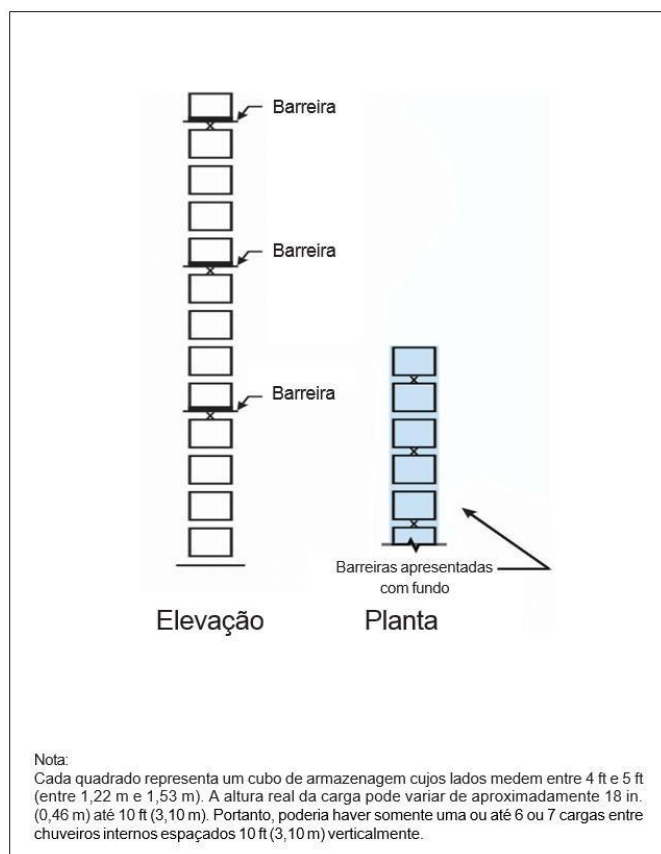 Barreira
Barreira
Barreira
Barreiras apresentadas
com fundo
Elevação
Planta
Nota:
Cada quadrado representa um cubo de armazenagem cujos lados medem entre 4 ft e 5 ft
(entre 1,22 m e 1,53 m). A altura real da carga pode variar de aproximadamente 18 in.
(0,46 m) até 10 ft (3,10 m). Portanto, poderia haver somente uma ou até 6 ou 7 cargas entre
chuveiros internos espaçados 10 ft (3,10 m) verticalmente.